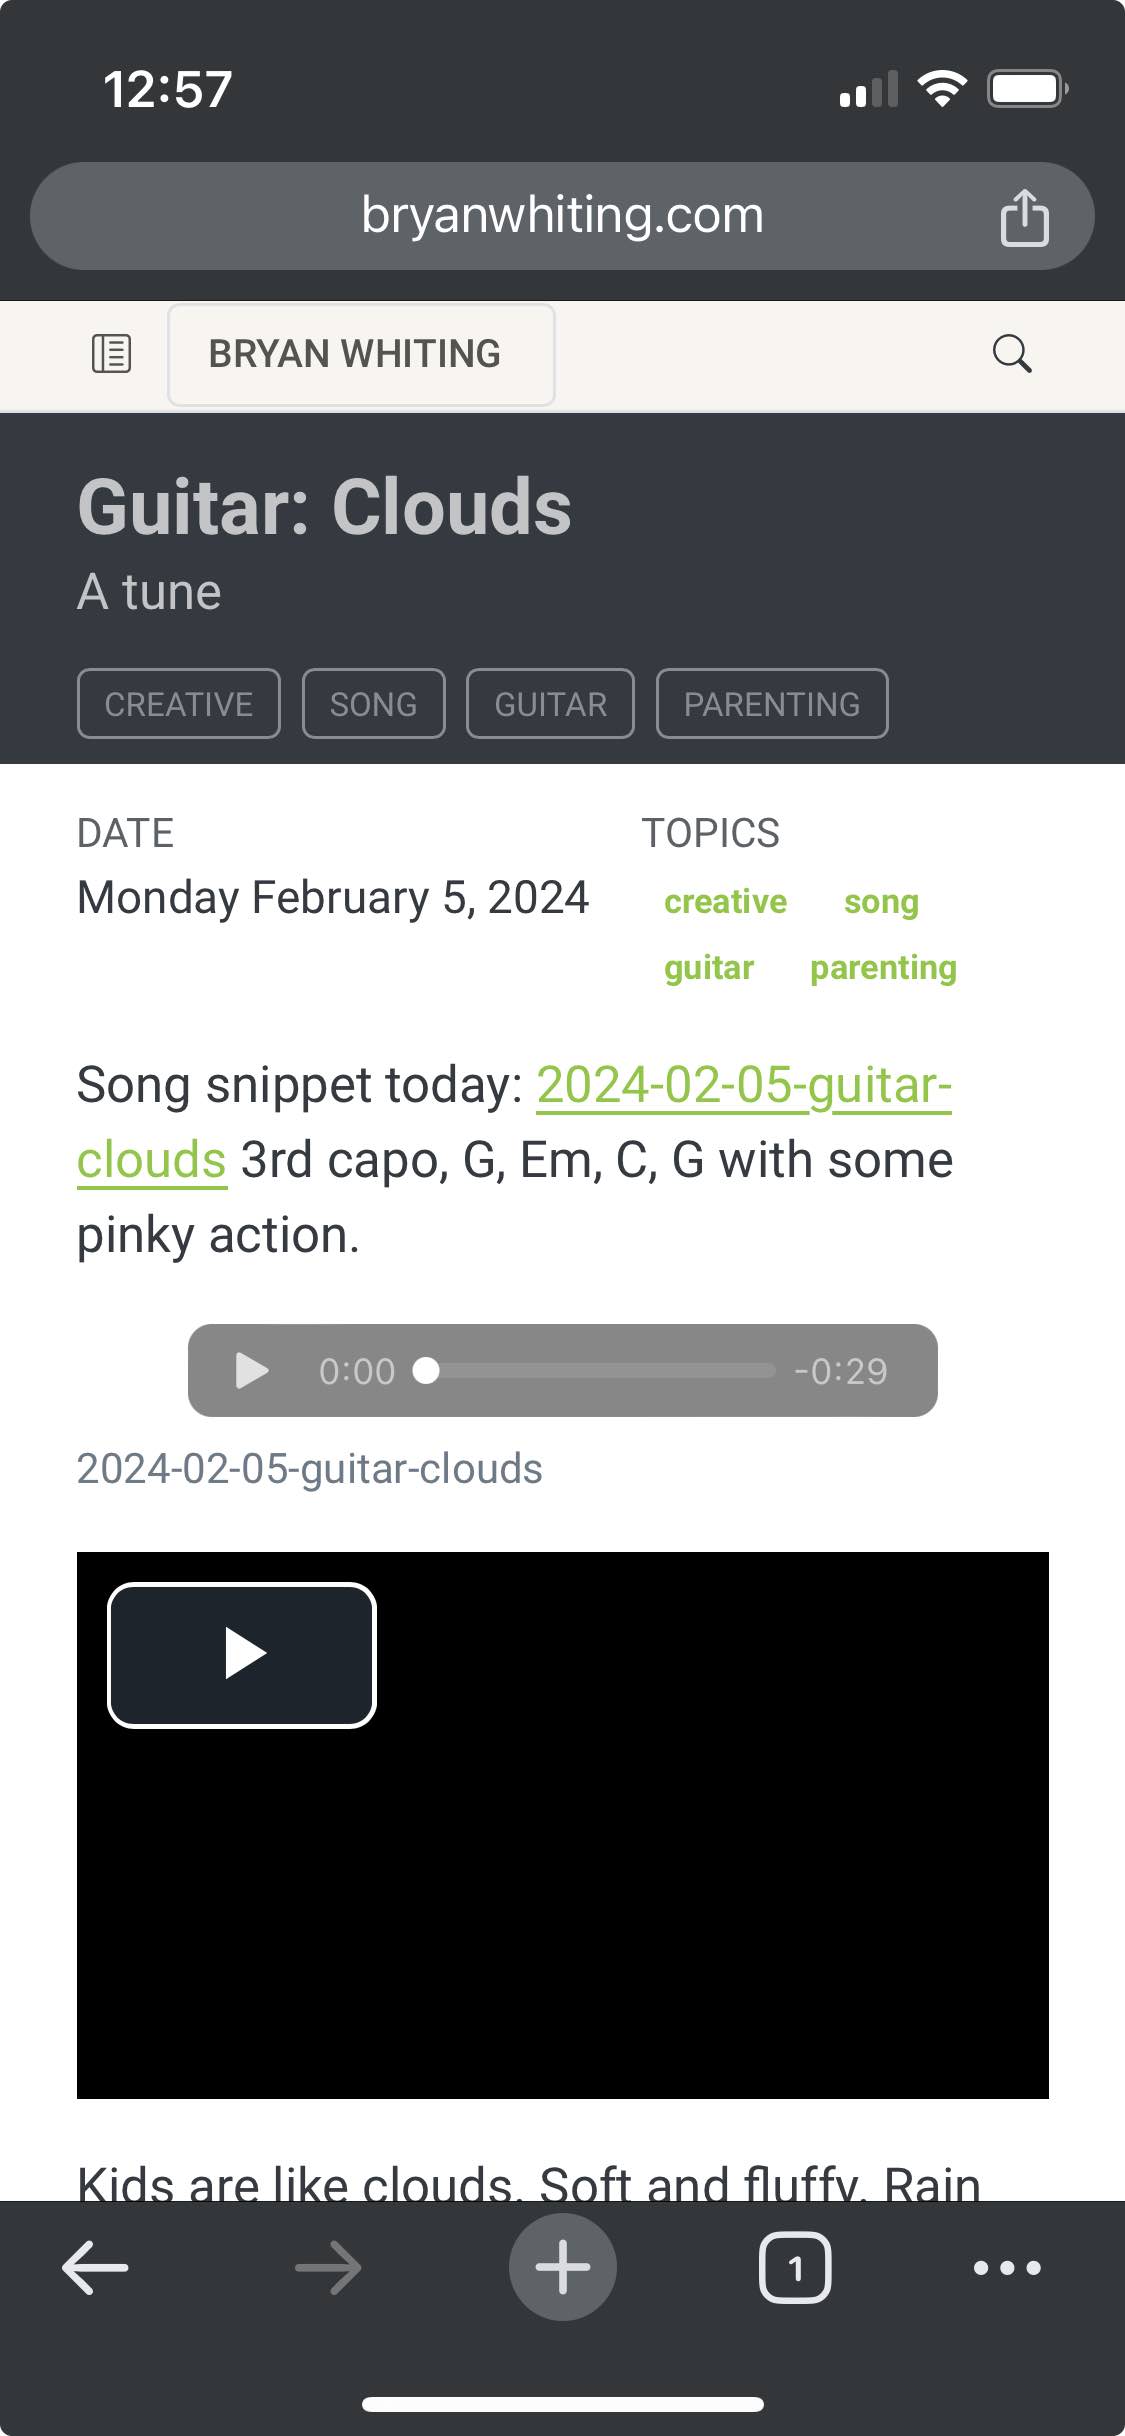 12:57
bryanwhiting.com
BRYAN WHITING
Guitar: Clouds
A tune
CREATIVE SONG GUITAR PARENTING
DATE TOPICS
Monday February 5, 2024 creative song
guitar parenting
Song snippet today: 2024-02-05-guitar-
clouds 3rd capo, G, Em, C, G with some
pinky action.
0:00 -0:29
2024-02-05-guitar-clouds
Kids are like clouds. Soft and fluffy. Rain
1